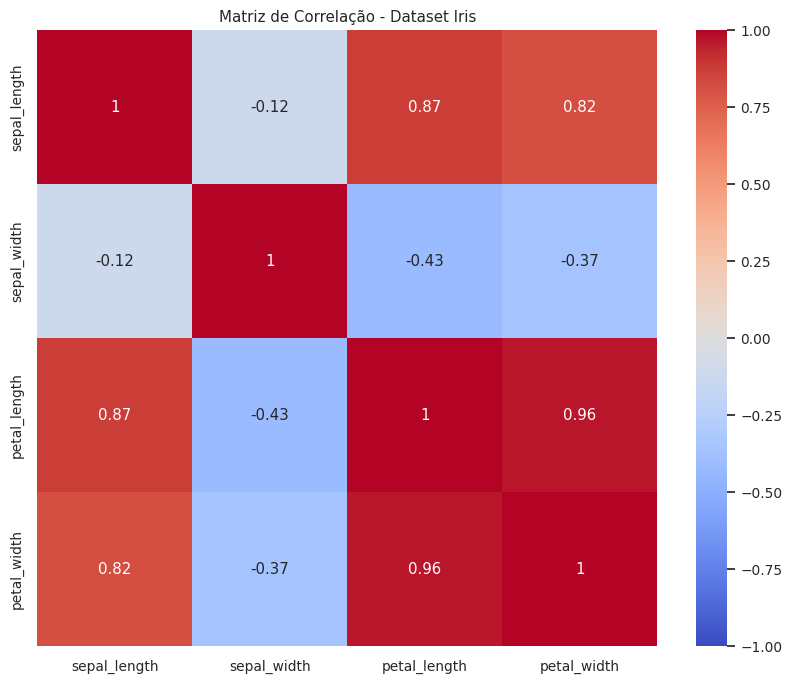 Matriz de Correlação - Dataset Iris
sepal_length
1
-0.12
0.87
0.82
sepal_width
-0.12
1
-0.43
-0.37
petal_length
0.87
-0.43
1
0.96
petal_width
0.82
-0.37
0.96
1
sepal_length
sepal_width
petal_length
petal_width
1.00
0.75
0.50
0.25
0.00
−0.25
−0.50
−0.75
−1.00